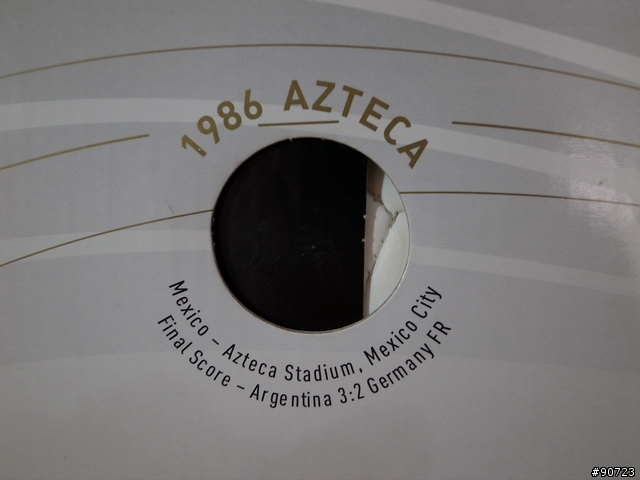 1986 AZTECA
Mexico – Azteca Stadium, Mexico City
Final Score – Argentina 3:2 Germany FR
#90723